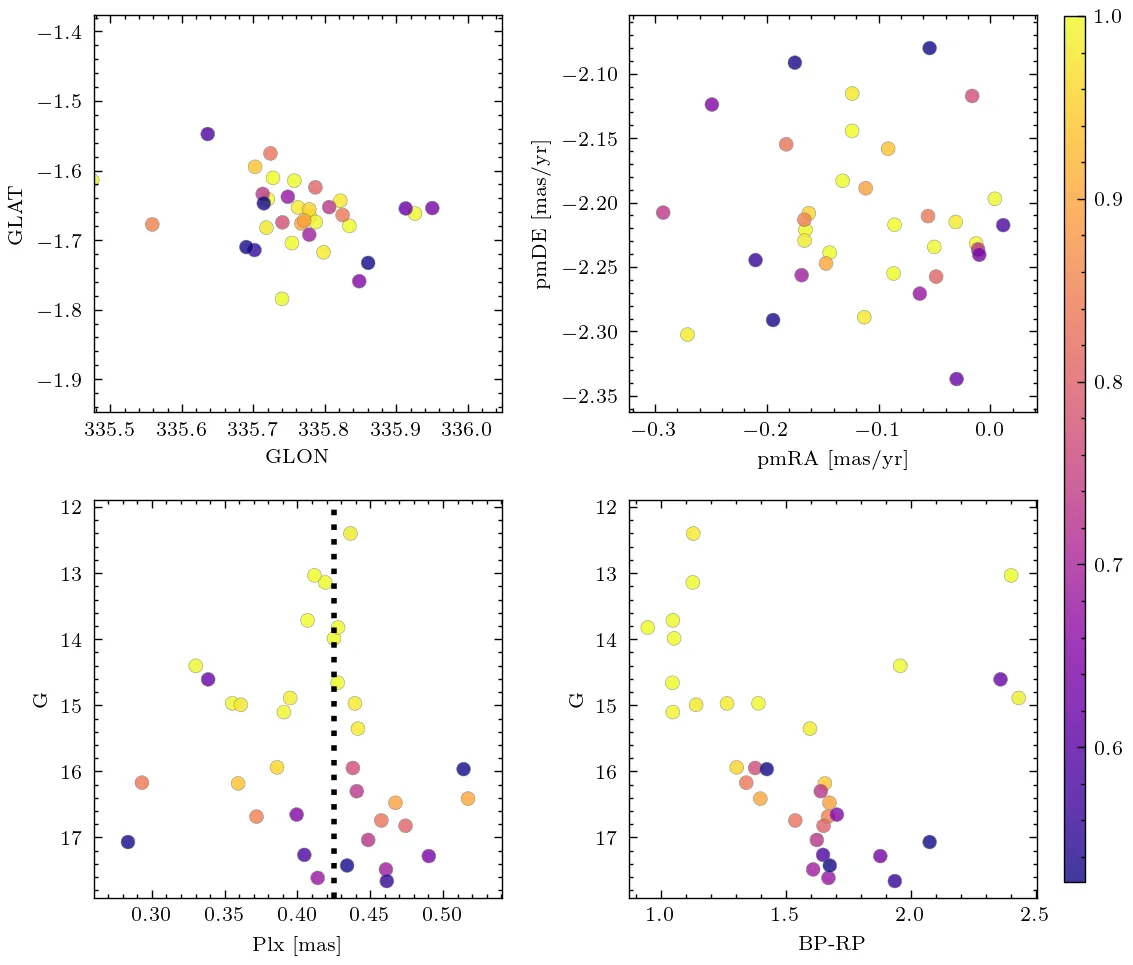 −1.4
−1.5
−1.6
−1.7
−1.8
−1.9
GLAT
335.5 335.6 335.7 335.8 335.9 336.0
GLON
−2.10
−2.15
−2.20
−2.25
−2.30
−2.35
pmDE [mas/yr]
−0.3 −0.2 −0.1 0.0
pmRA [mas/yr]
1.0
0.9
0.8
0.7
0.6
12
13
14
15
16
17
G
0.30 0.35 0.40 0.45 0.50
Plx [mas]
12
13
14
15
16
17
G
1.0 1.5 2.0 2.5
BP-RP